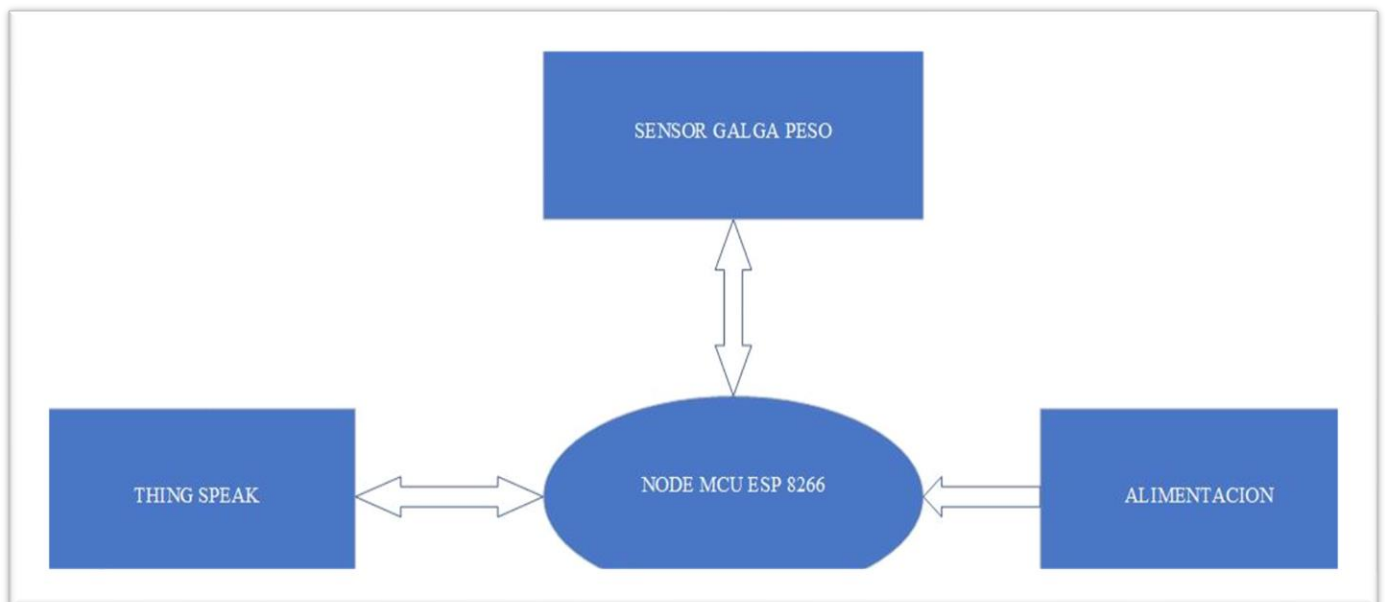 SENSOR GALGA PESO
THING SPEAK
NODE MCU ESP 8266
ALIMENTACION